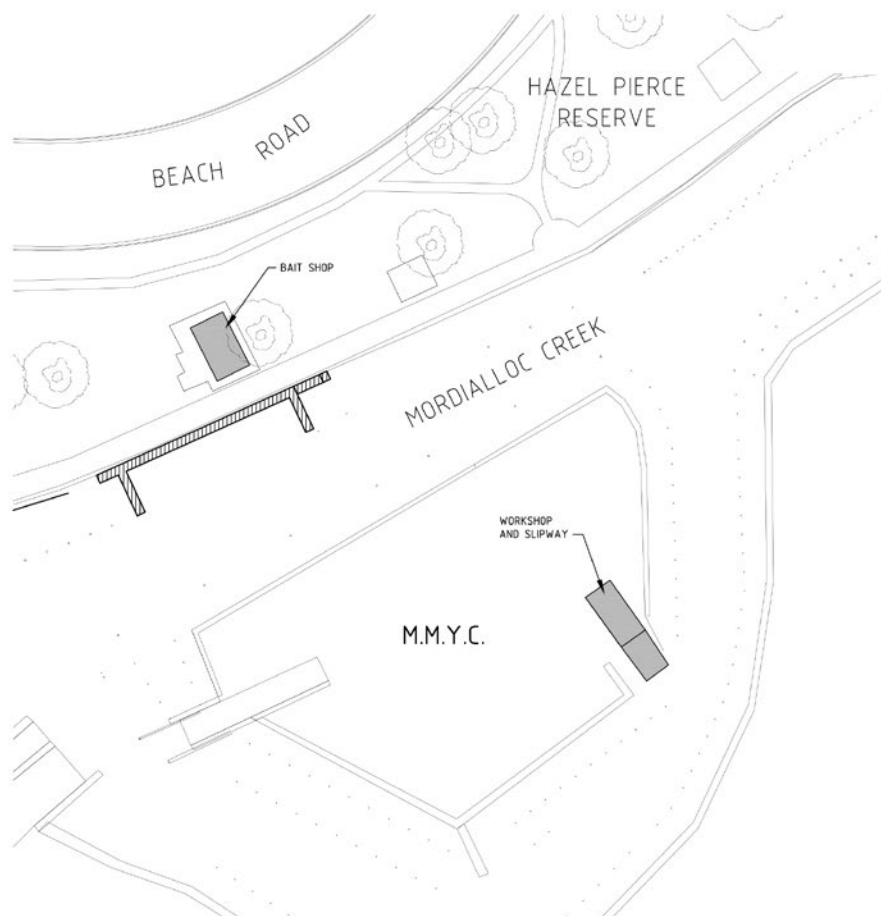 HAZEL PIERCE
RESERVE
BEACH ROAD
BAIT SHOP
MORDIALLOC CREEK
WORKSHOP
AND SLIPWAY
M.M.Y.C.